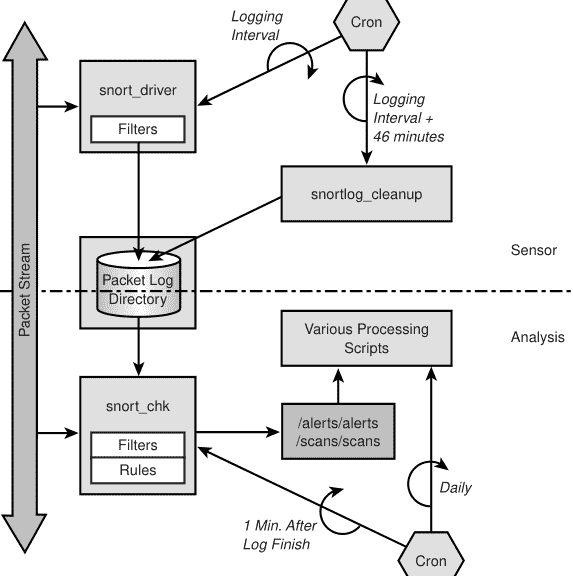 Logging
Interval
Cron
snort_driver
Filters
Logging
Interval +
46 minutes
snortlog_cleanup
Sensor
Packet Stream
Packet Log
Directory
Analysis
Various Processing
Scripts
snort_chk
Filters
Rules
/alerts/alerts
/scans/scans
Daily
1 Min. After
Log Finish
Cron